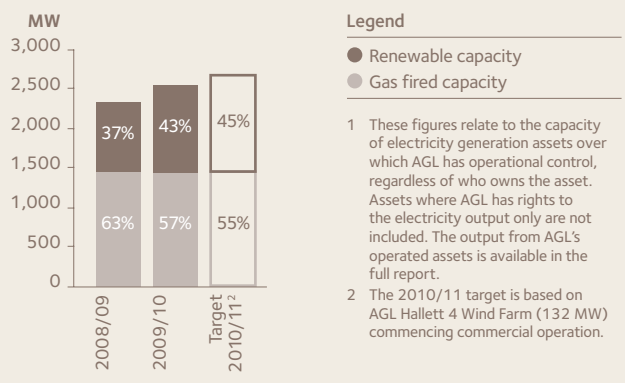 MW
3,000
2,500
2,000
1,500
1,000
500
0
37%
63%
43%
57%
45%
55%
2008/09
2009/10
Target
2010/11²
Legend
Renewable capacity
Gas fired capacity
1 These figures relate to the capacity
of electricity generation assets over
which AGL has operational control,
regardless of who owns the asset.
Assets where AGL has rights to
the electricity output only are not
included. The output from AGL's
operated assets is available in the
full report.
2 The 2010/11 target is based on
AGL Hallett 4 Wind Farm (132 MW)
commencing commercial operation.